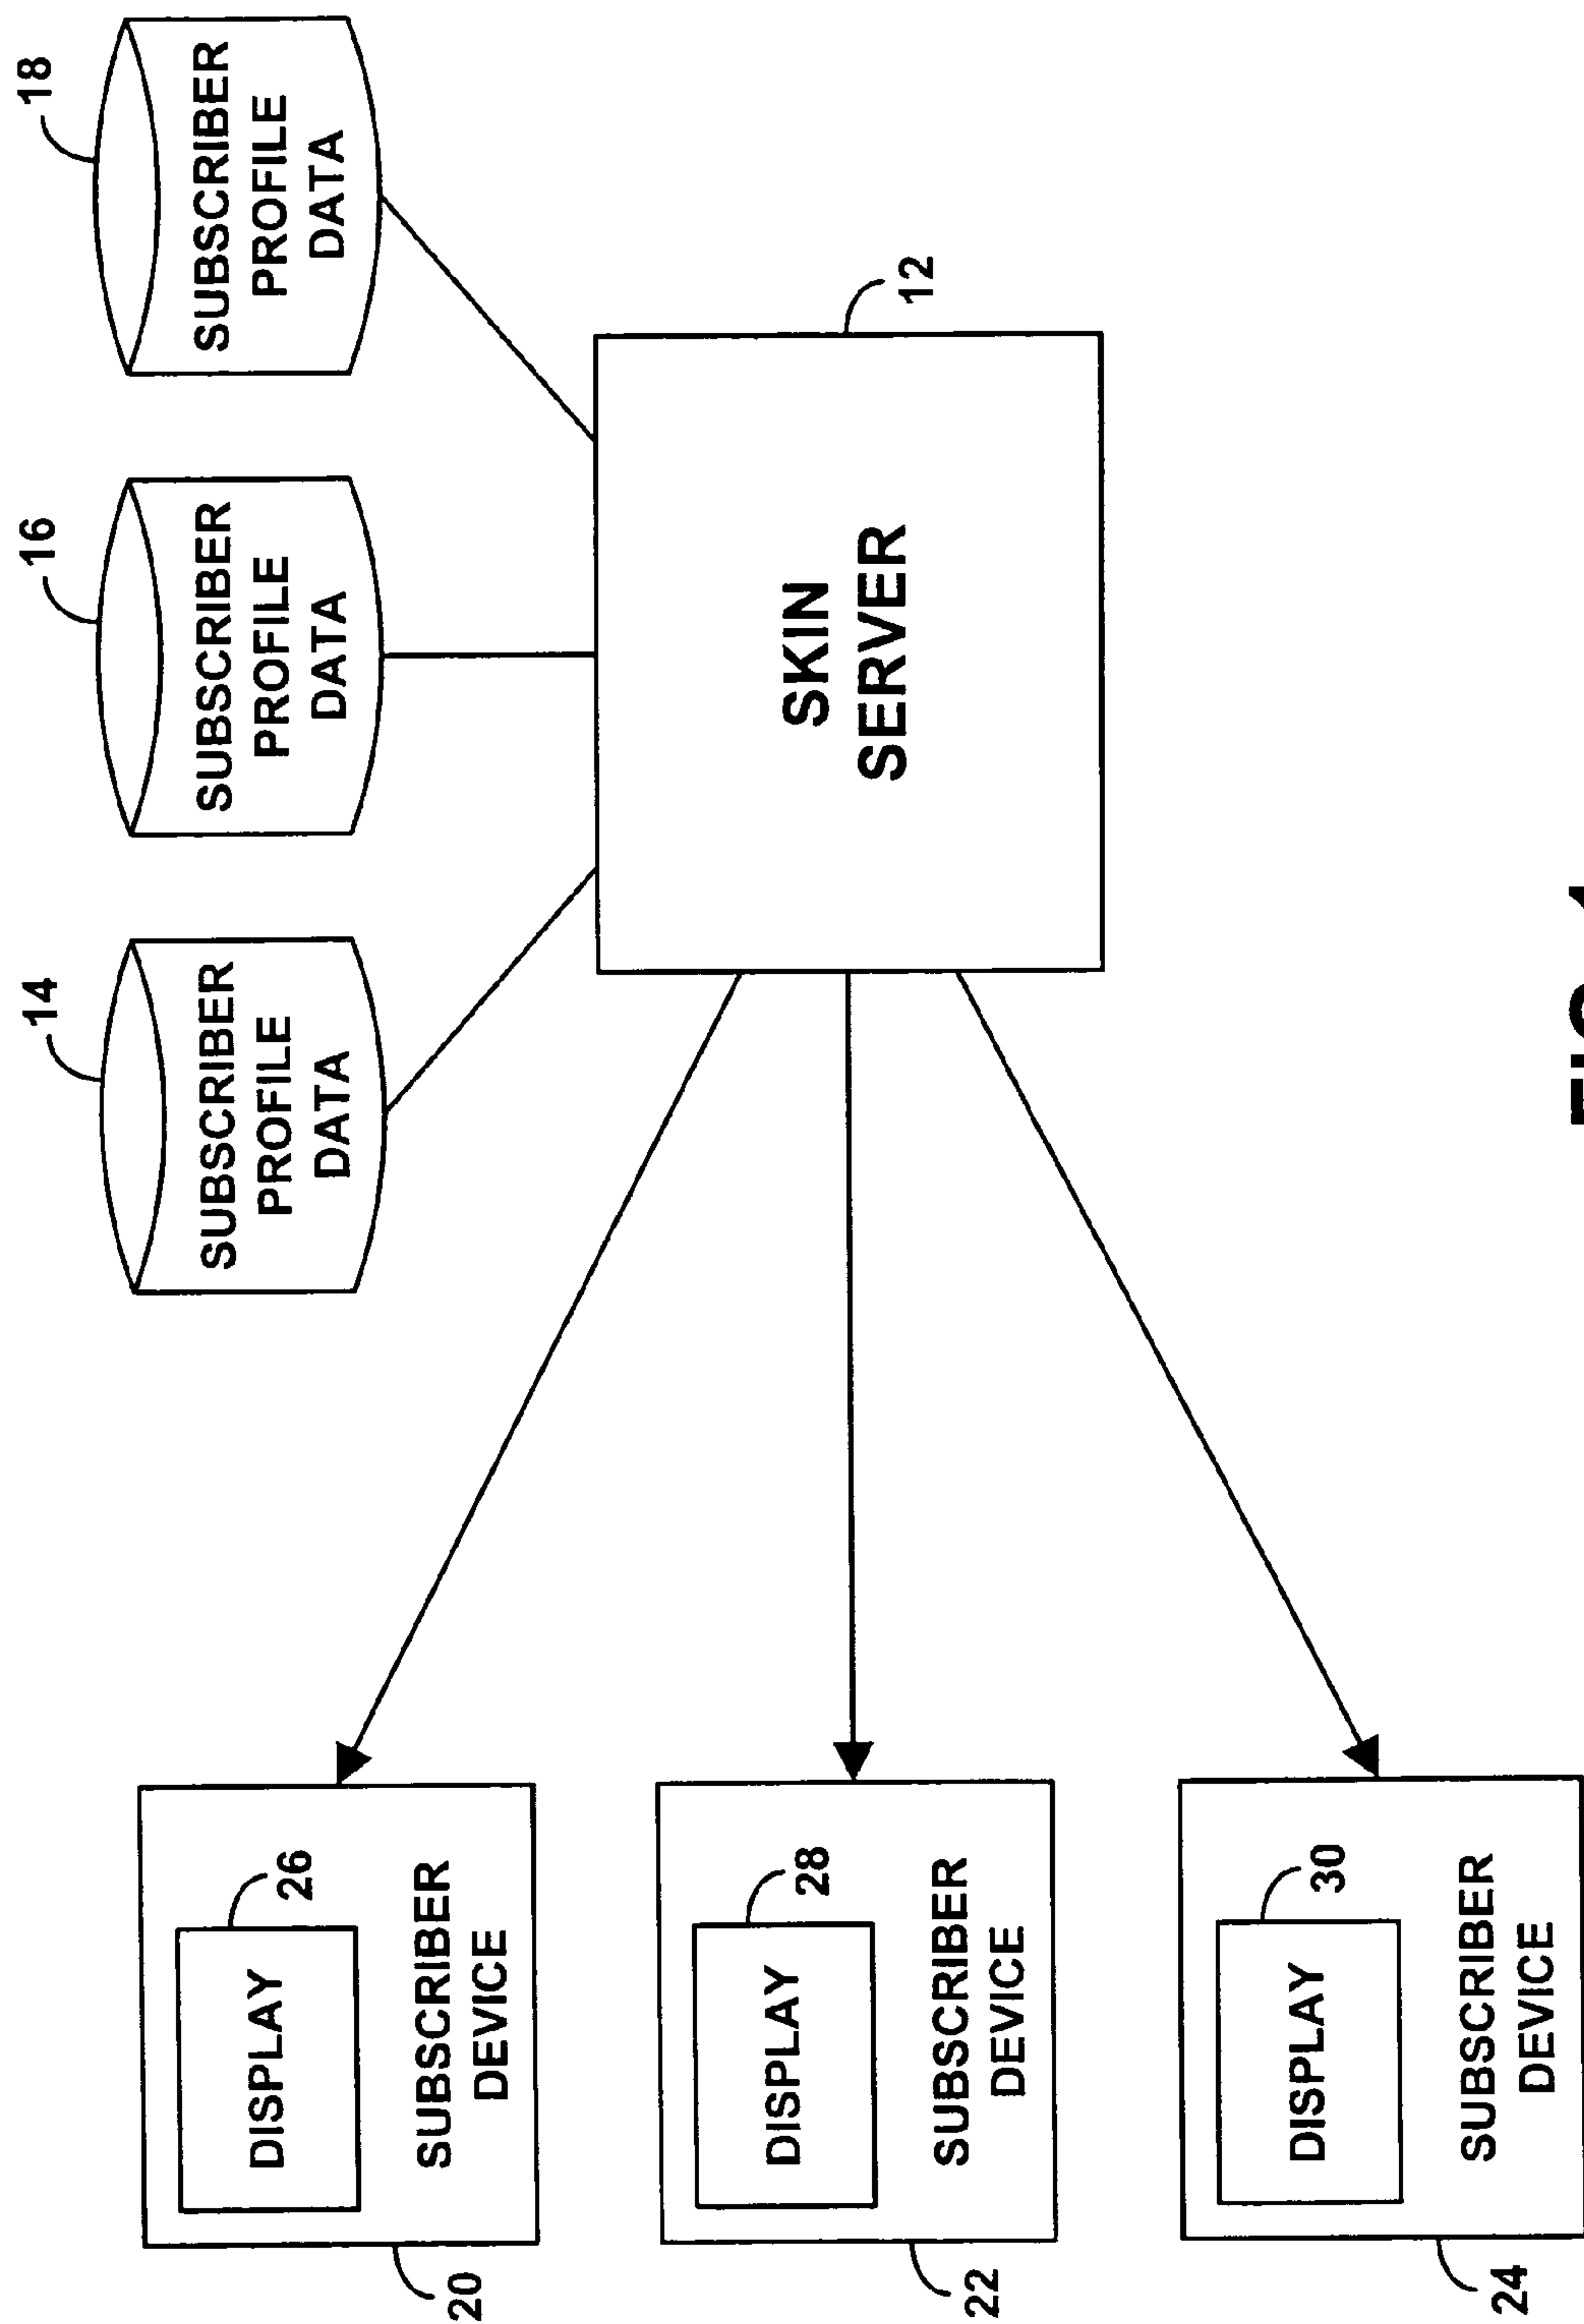 14
SUBSCRIBER
PROFILE
DATA
16
SUBSCRIBER
PROFILE
DATA
18
SUBSCRIBER
PROFILE
DATA
SKIN
SERVER
12
DISPLAY
26
SUBSCRIBER
DEVICE
20
DISPLAY
28
SUBSCRIBER
DEVICE
22
DISPLAY
30
SUBSCRIBER
DEVICE
24